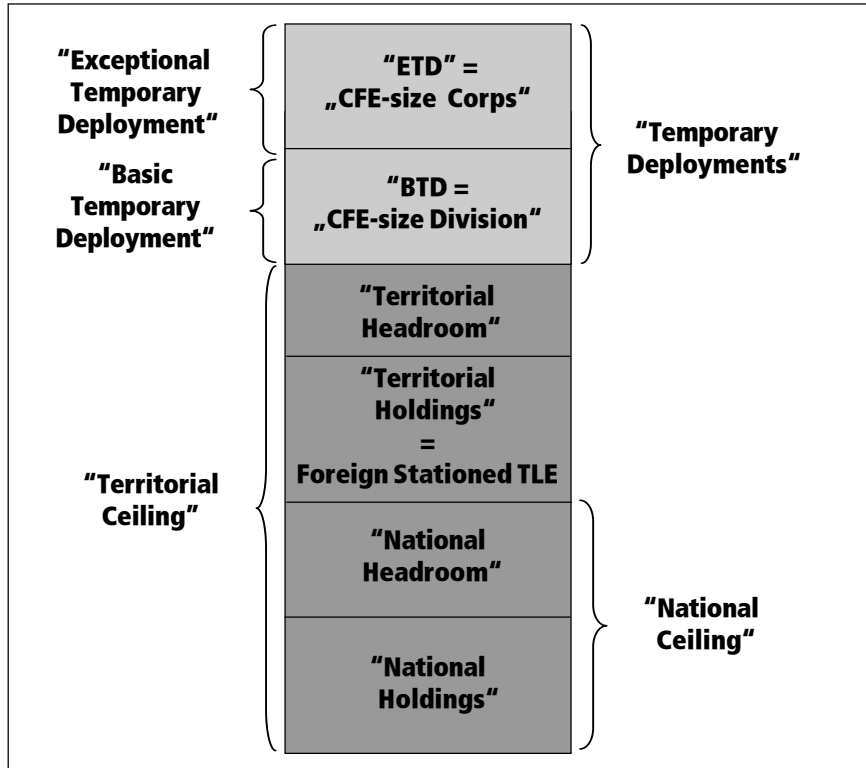 “Exceptional
Temporary
Deployment“
“Basic
Temporary
Deployment“
“ETD” =
„CFE-size Corps“
“BTD =
„CFE-size Division“
“Temporary
Deployments“
“Territorial
Headroom“
“Territorial
Holdings“
=
Foreign Stationed TLE
“Territorial
Ceiling”
“National
Headroom“
“National
Holdings“
“National
Ceiling“